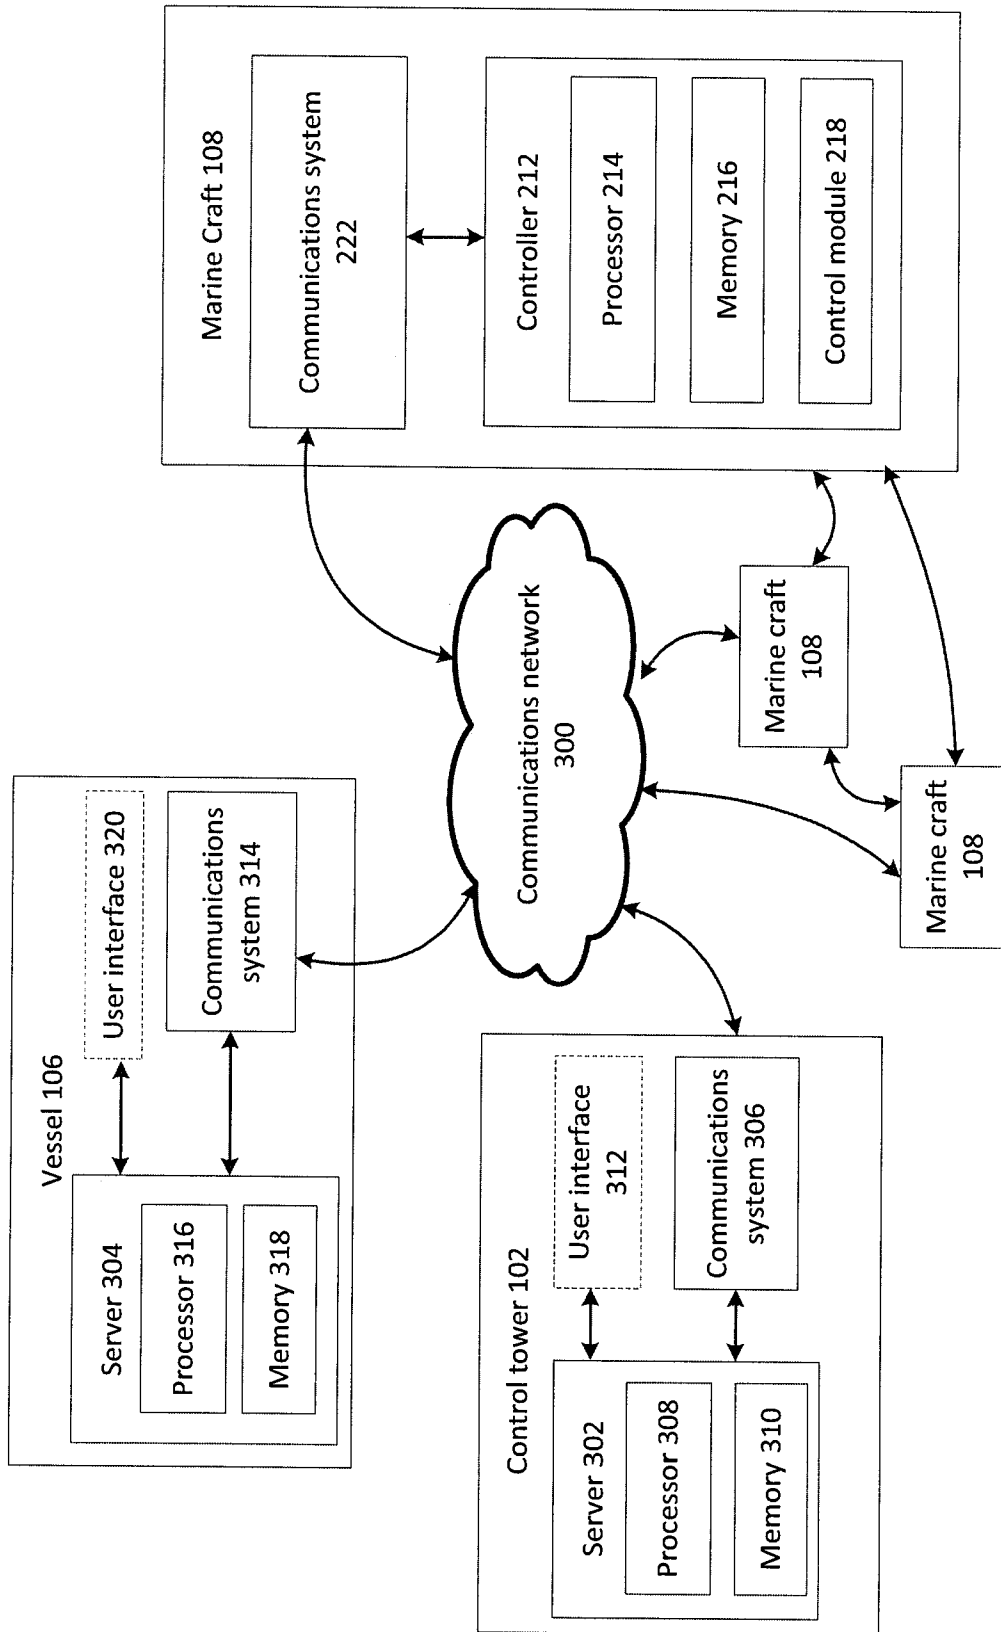 Vessel 106
Server 304
Processor 316
Memory 318
User interface 320
Communications
system 314
Control tower 102
Server 302
Processor 308
Memory 310
User interface
312
Communications
system 306
Communications network
300
Marine craft
108
Marine craft
108
Marine Craft 108
Communications system
222
Controller 212
Processor 214
Memory 216
Control module 218